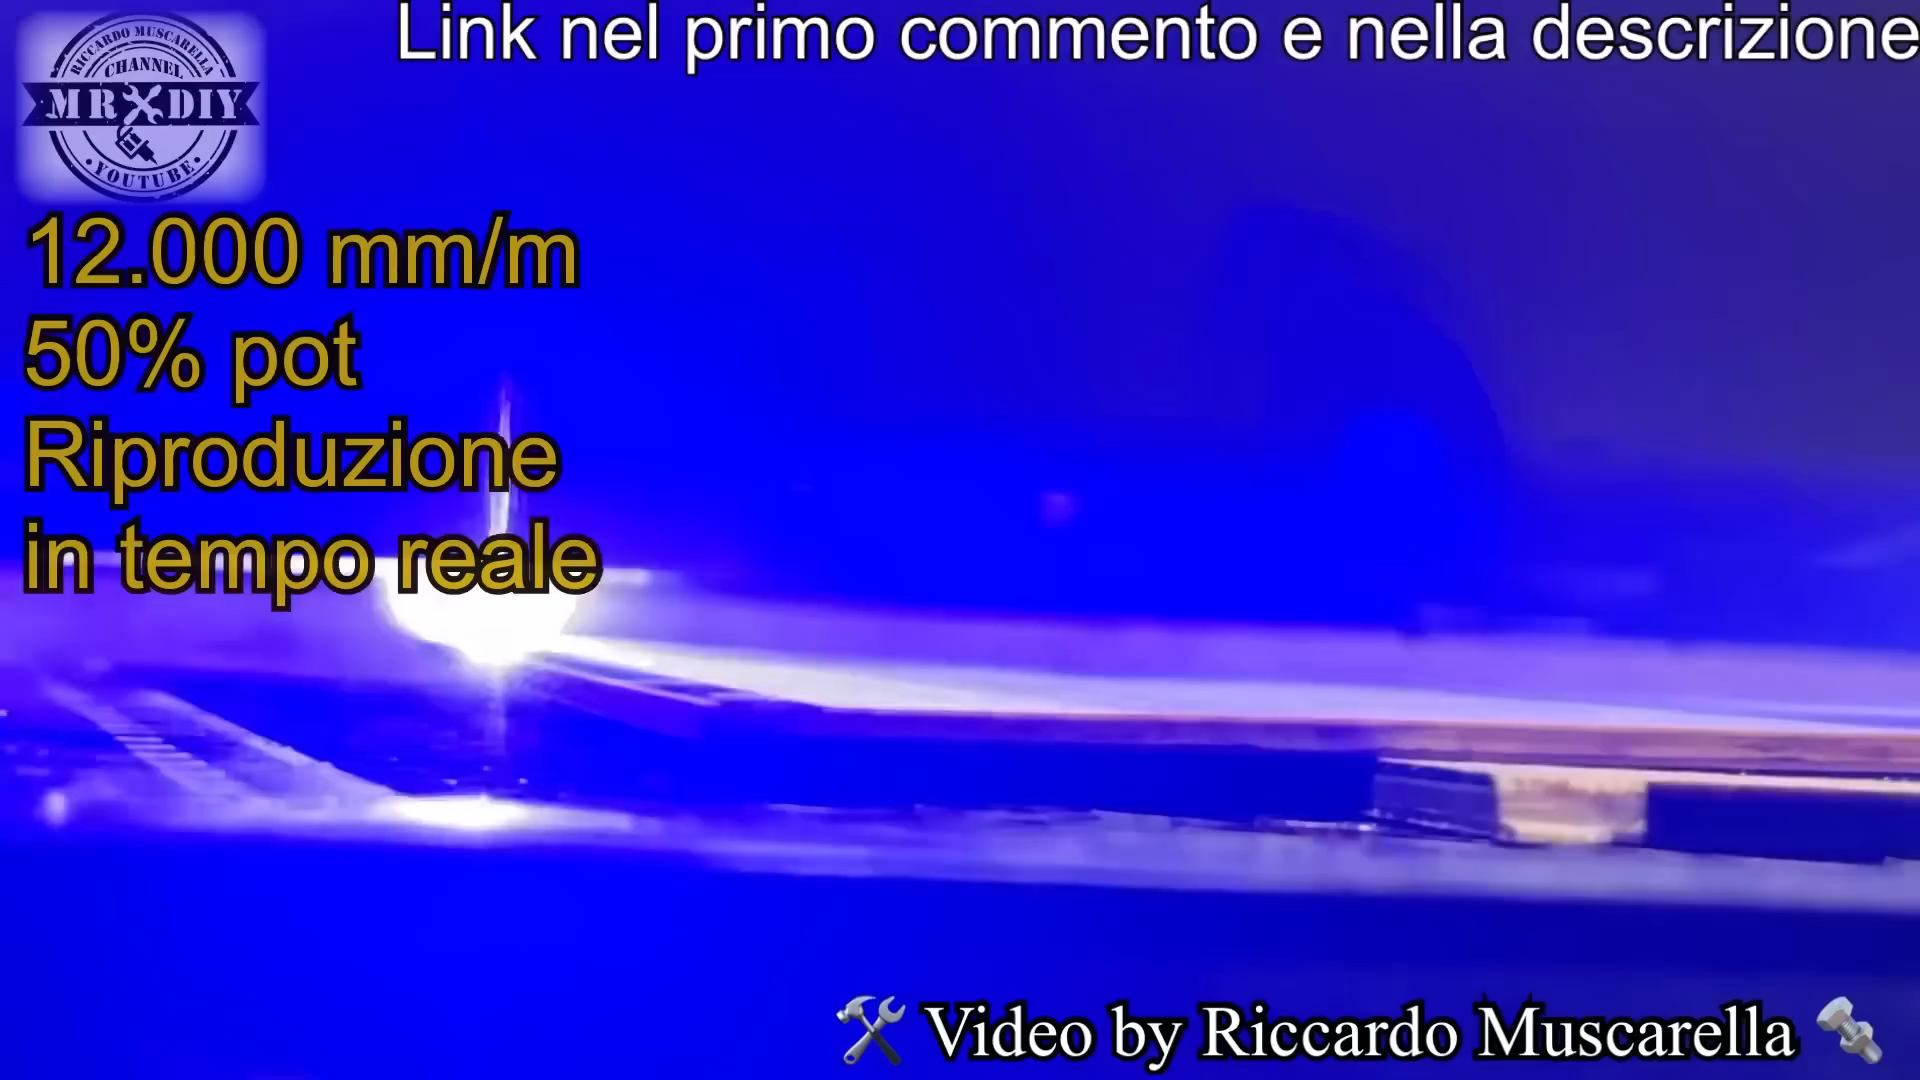 Link nel primo commento e nella descrizione
RICCARDO MUSCARELLA
CHANNEL
MR DIY
YOUTUBE
12.000 mm/m
50% pot
Riproduzione
in tempo reale
Video by Riccardo Muscarella